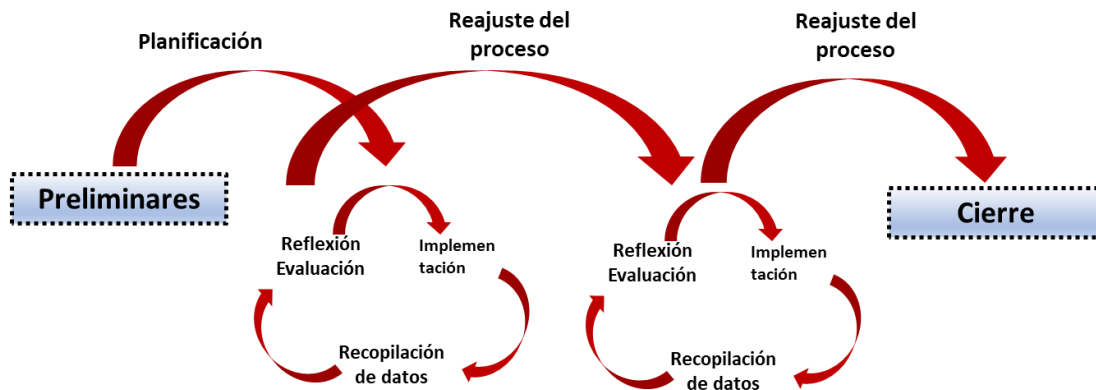 Planificación
Reajuste del
proceso
Reajuste del
proceso
Preliminares
Cierre
Reflexión
Evaluación
Implemen
tación
Recopilación
de datos
Reflexión
Evaluación
Implemen
tación
Recopilación
de datos